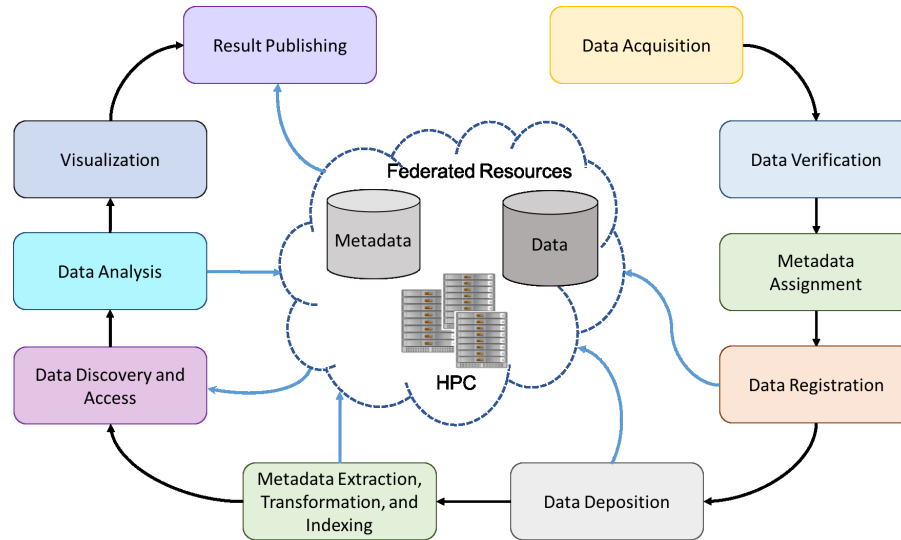 Result Publishing
Data Acquisition
Visualization
Federated Resources
Data Verification
Metadata
Data
Data Analysis
Metadata
Assignment
HPC
Data Discovery and
Access
Data Registration
Metadata Extraction,
Transformation, and
Indexing
Data Deposition